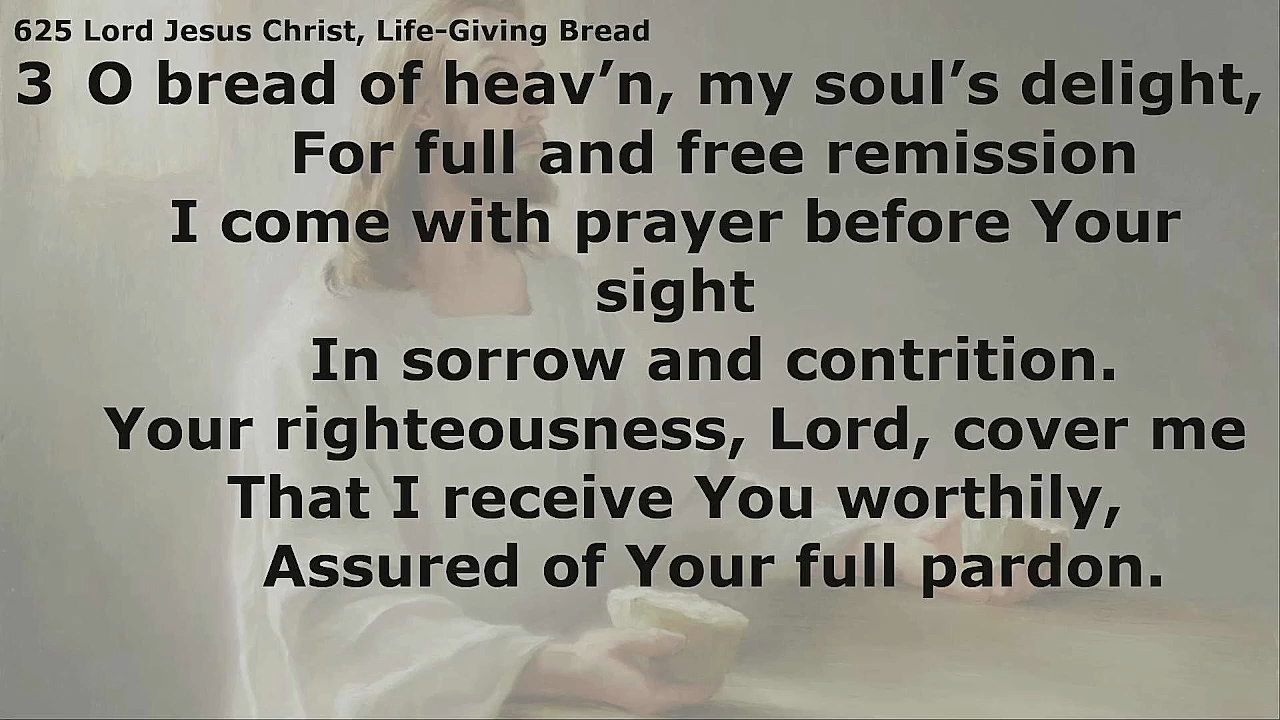 625 Lord Jesus Christ, Life-Giving Bread
3 O bread of heav’n, my soul’s delight,
For full and free remission
I come with prayer before Your
sight
In sorrow and contrition.
Your righteousness, Lord, cover me
That I receive You worthily,
Assured of Your full pardon.